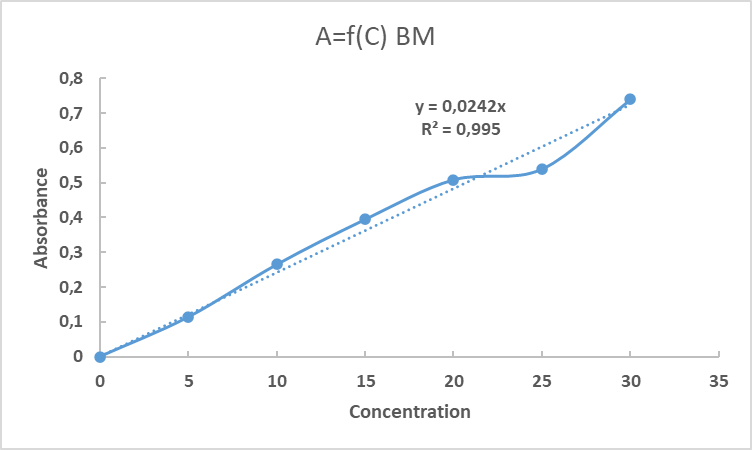 A=f(C) BM
y = 0,0242x
R² = 0,995
0,8
0,7
0,6
0,5
0,4
0,3
0,2
0,1
0
Absorbance
0 5 10 15 20 25 30 35
Concentration